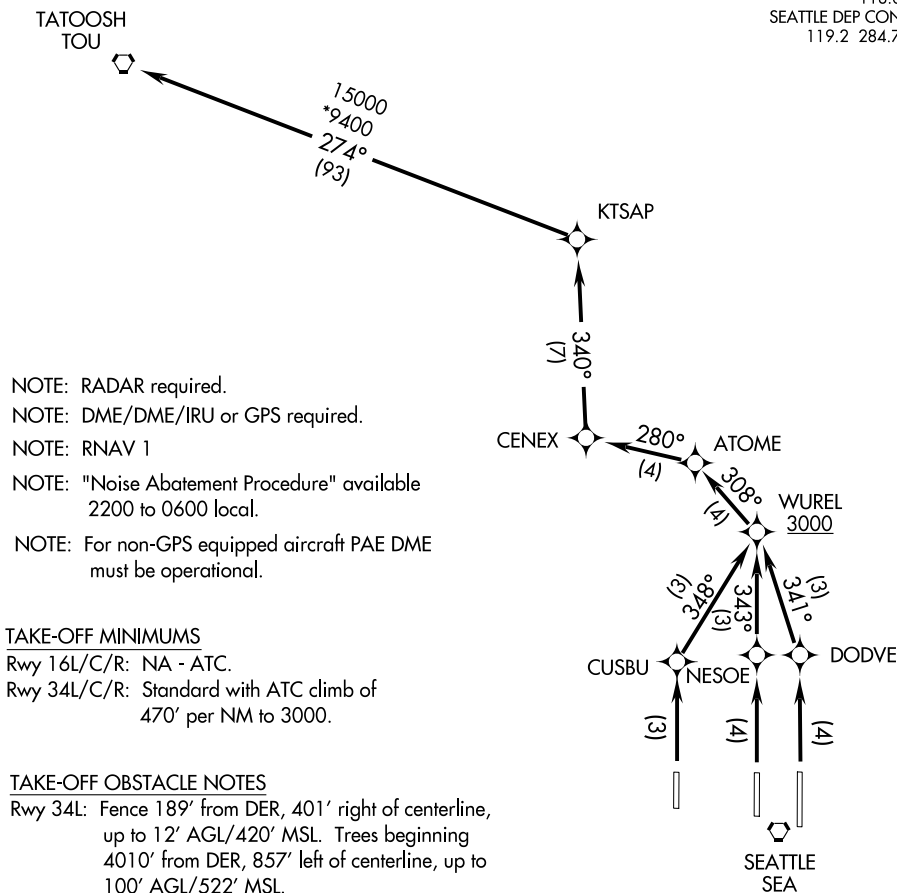 TATOOSH
TOU
SEATTLE DEP CON
119.2 284.7
15000
*9400
274°
(93)
KTSAP
340°
(7)
NOTE: RADAR required.
NOTE: DME/DME/IRU or GPS required.
NOTE: RNAV 1
NOTE: "Noise Abatement Procedure" available
2200 to 0600 local.
NOTE: For non-GPS equipped aircraft PAE DME
must be operational.
CENEX
280°
(4)
ATOME
308°
(4)
WUREL
3000
(3)
348°
(3)
343°
(3)
341°
CUSBU
NESOE
DODVE
(3)
(4)
(4)
TAKE-OFF MINIMUMS
Rwy 16L/C/R: NA - ATC.
Rwy 34L/C/R: Standard with ATC climb of
470' per NM to 3000.
TAKE-OFF OBSTACLE NOTES
Rwy 34L: Fence 189' from DER, 401' right of centerline,
up to 12' AGL/420' MSL. Trees beginning
4010' from DER, 857' left of centerline, up to
100' AGL/522' MSL.
SEATTLE
SEA